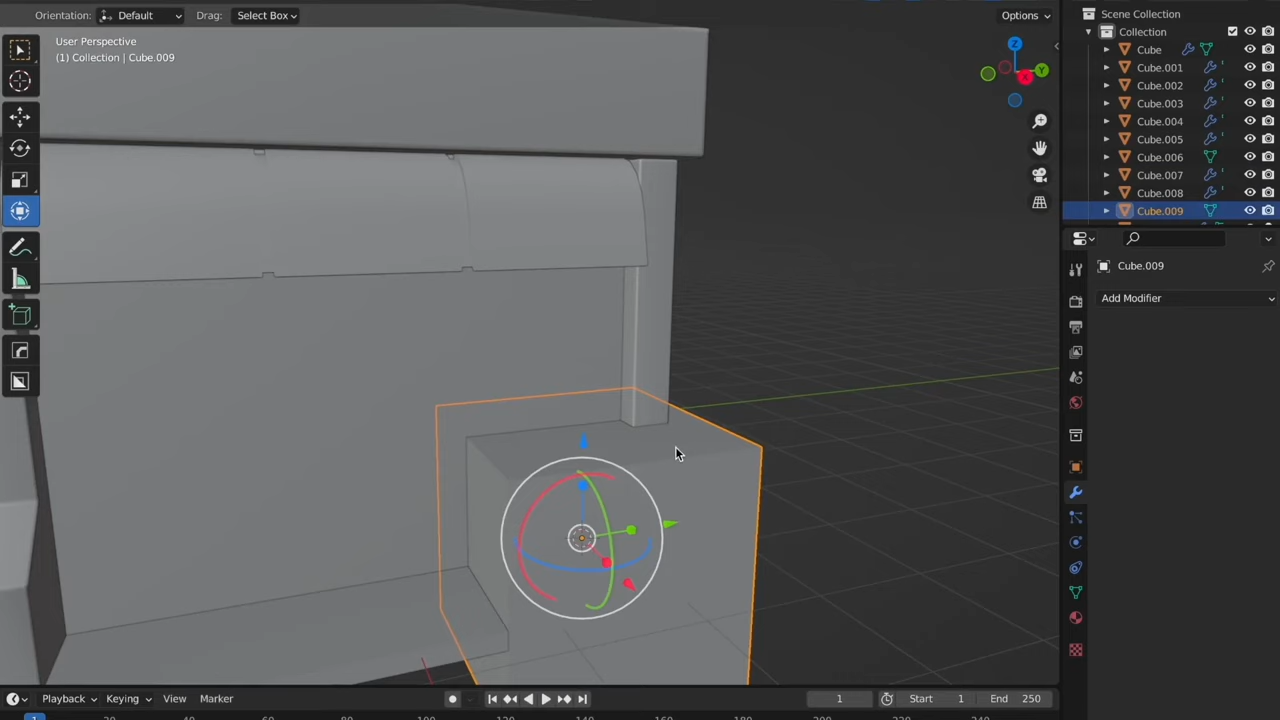 Orientation: Default Drag: Select Box Options
User Perspective
(1) Collection | Cube.009
Z
Y
X
Scene Collection
Collection
Cube
Cube.001
Cube.002
Cube.003
Cube.004
Cube.005
Cube.006
Cube.007
Cube.008
Cube.009
Cube.009
Add Modifier
Playback Keying View Marker 1 Start 1 End 250
1